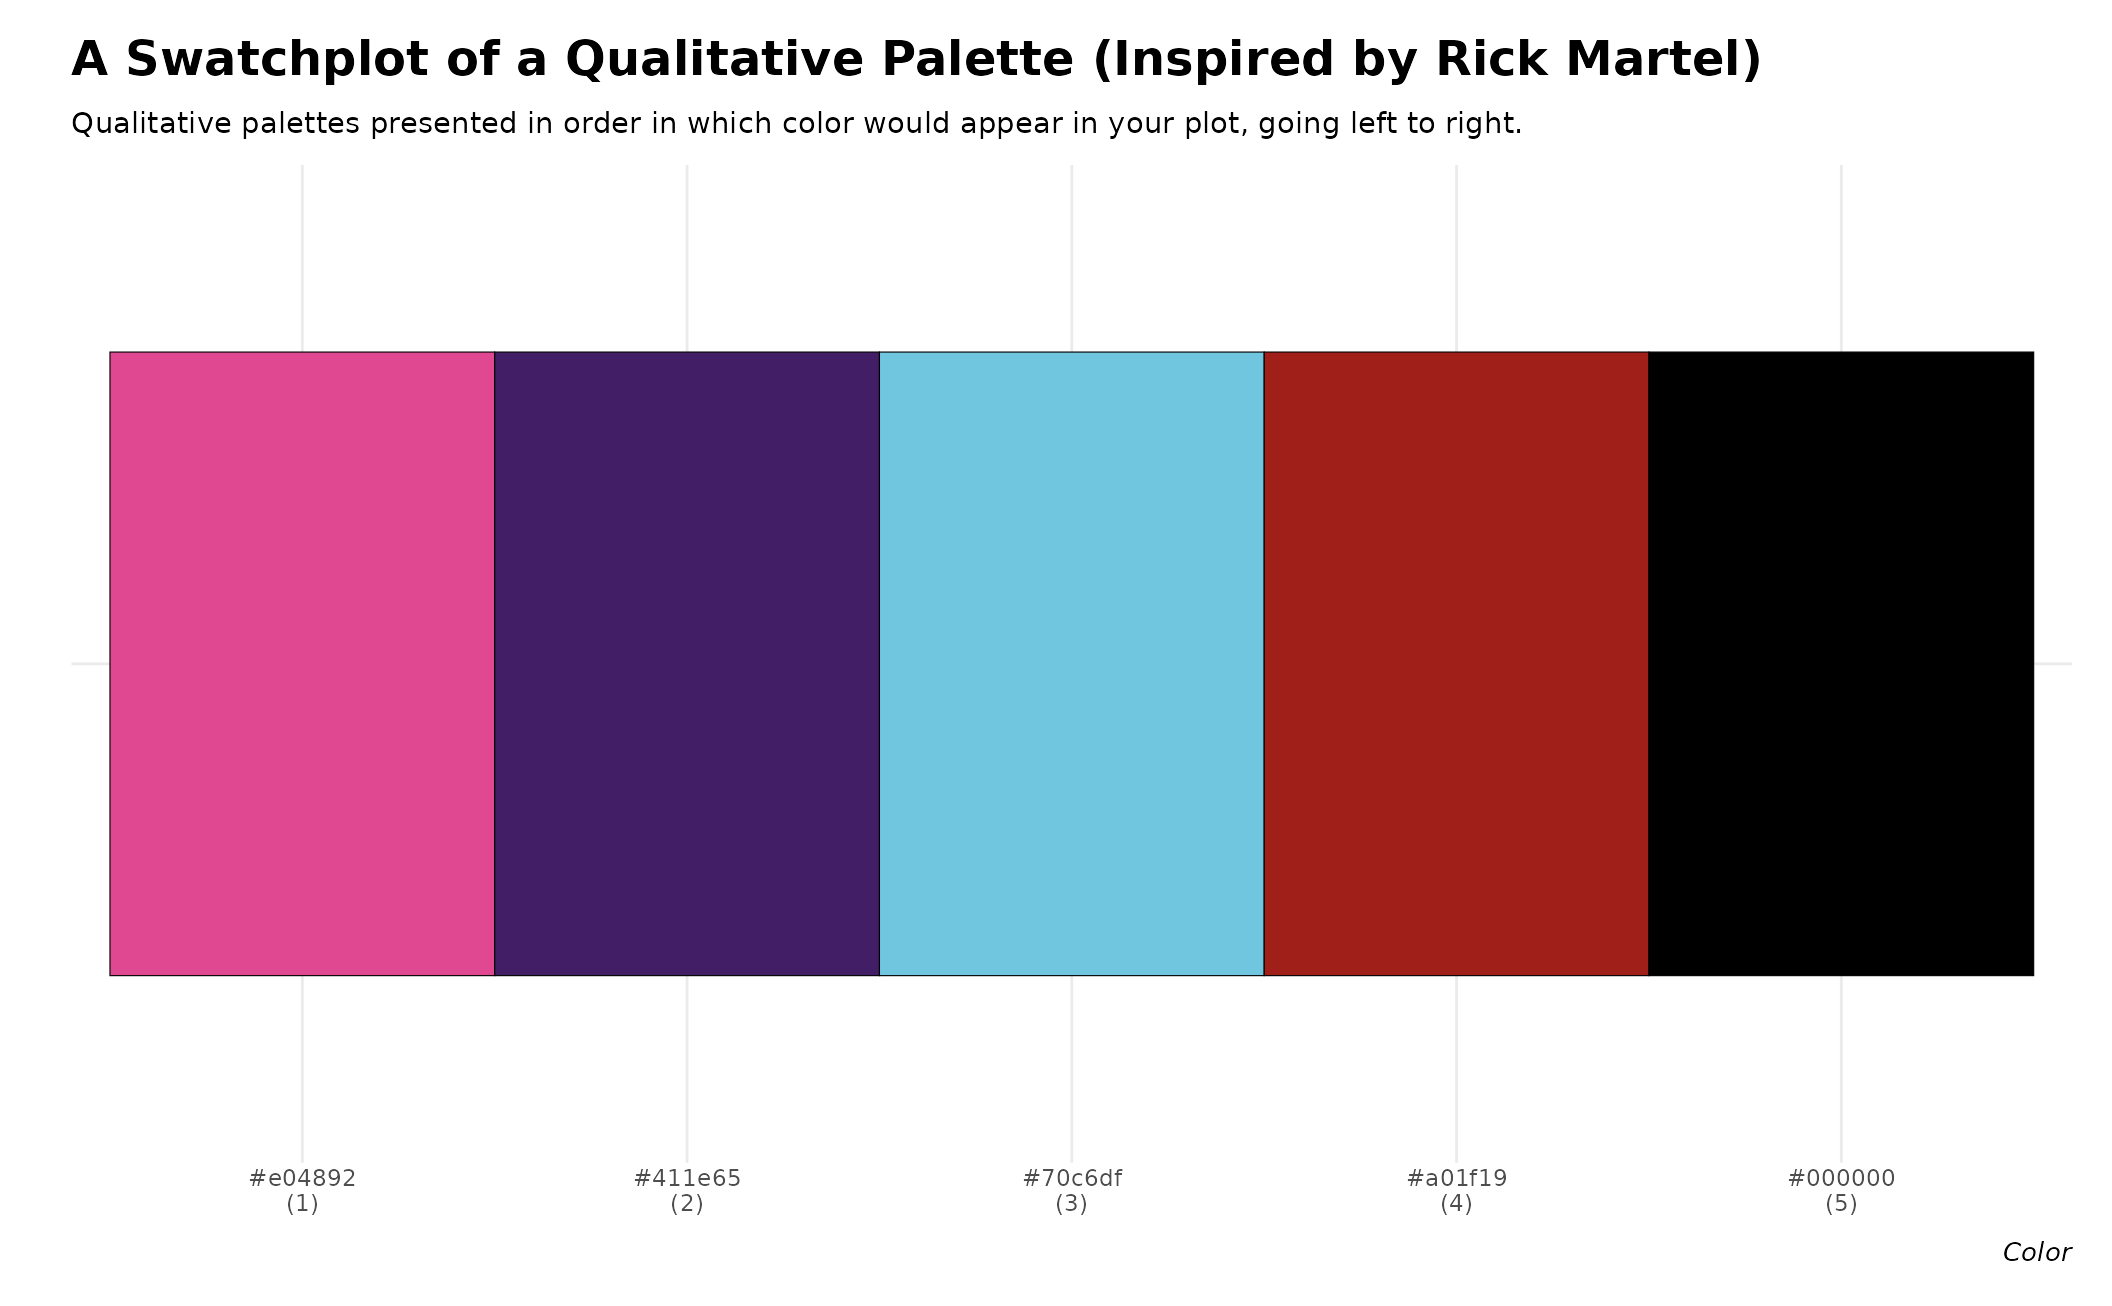 A Swatchplot of a Qualitative Palette (Inspired by Rick Martel)
Qualitative palettes presented in order in which color would appear in your plot, going left to right.
#e04892 #411e65 #70c6df #a01f19 #000000
(1) (2) (3) (4) (5)
Color